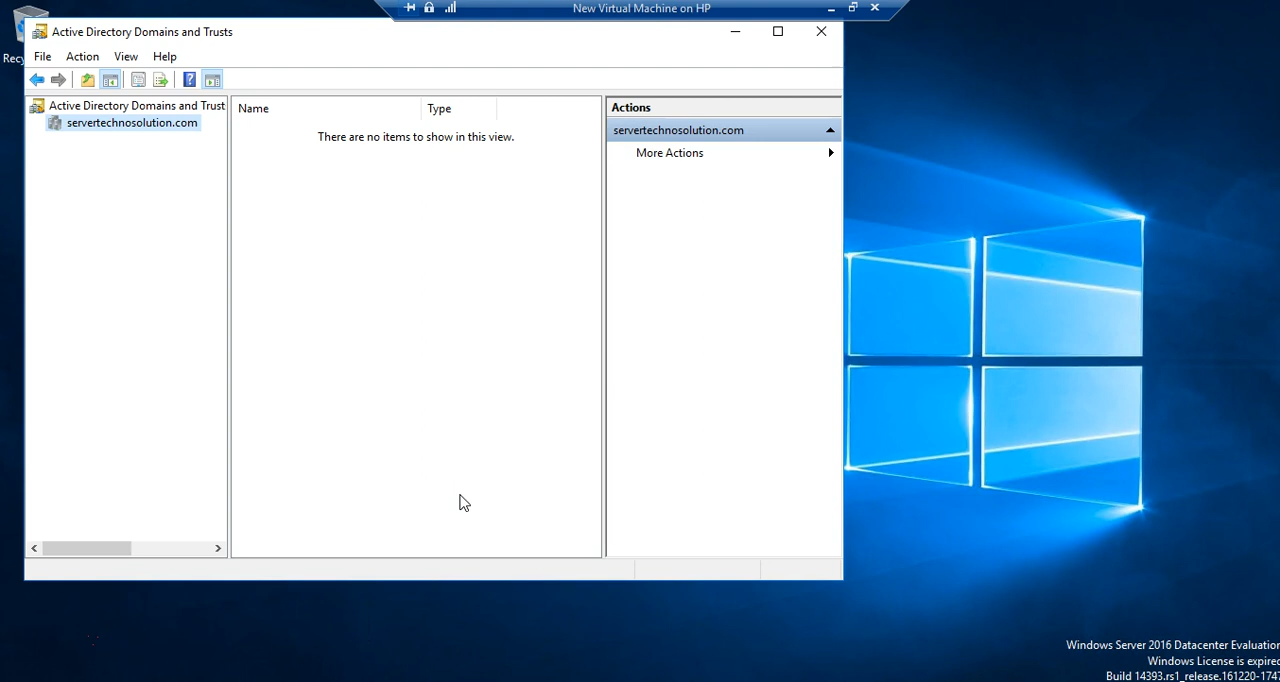 New Virtual Machine on HP
Active Directory Domains and Trusts
Recy
File Action View Help
Active Directory Domains and Trust
servertechnosolution.com
Name Type
There are no items to show in this view.
Actions
servertechnosolution.com
More Actions
Windows Server 2016 Datacenter Evaluation
Windows License is expired
Build 14393.rs1_release.161220-1747